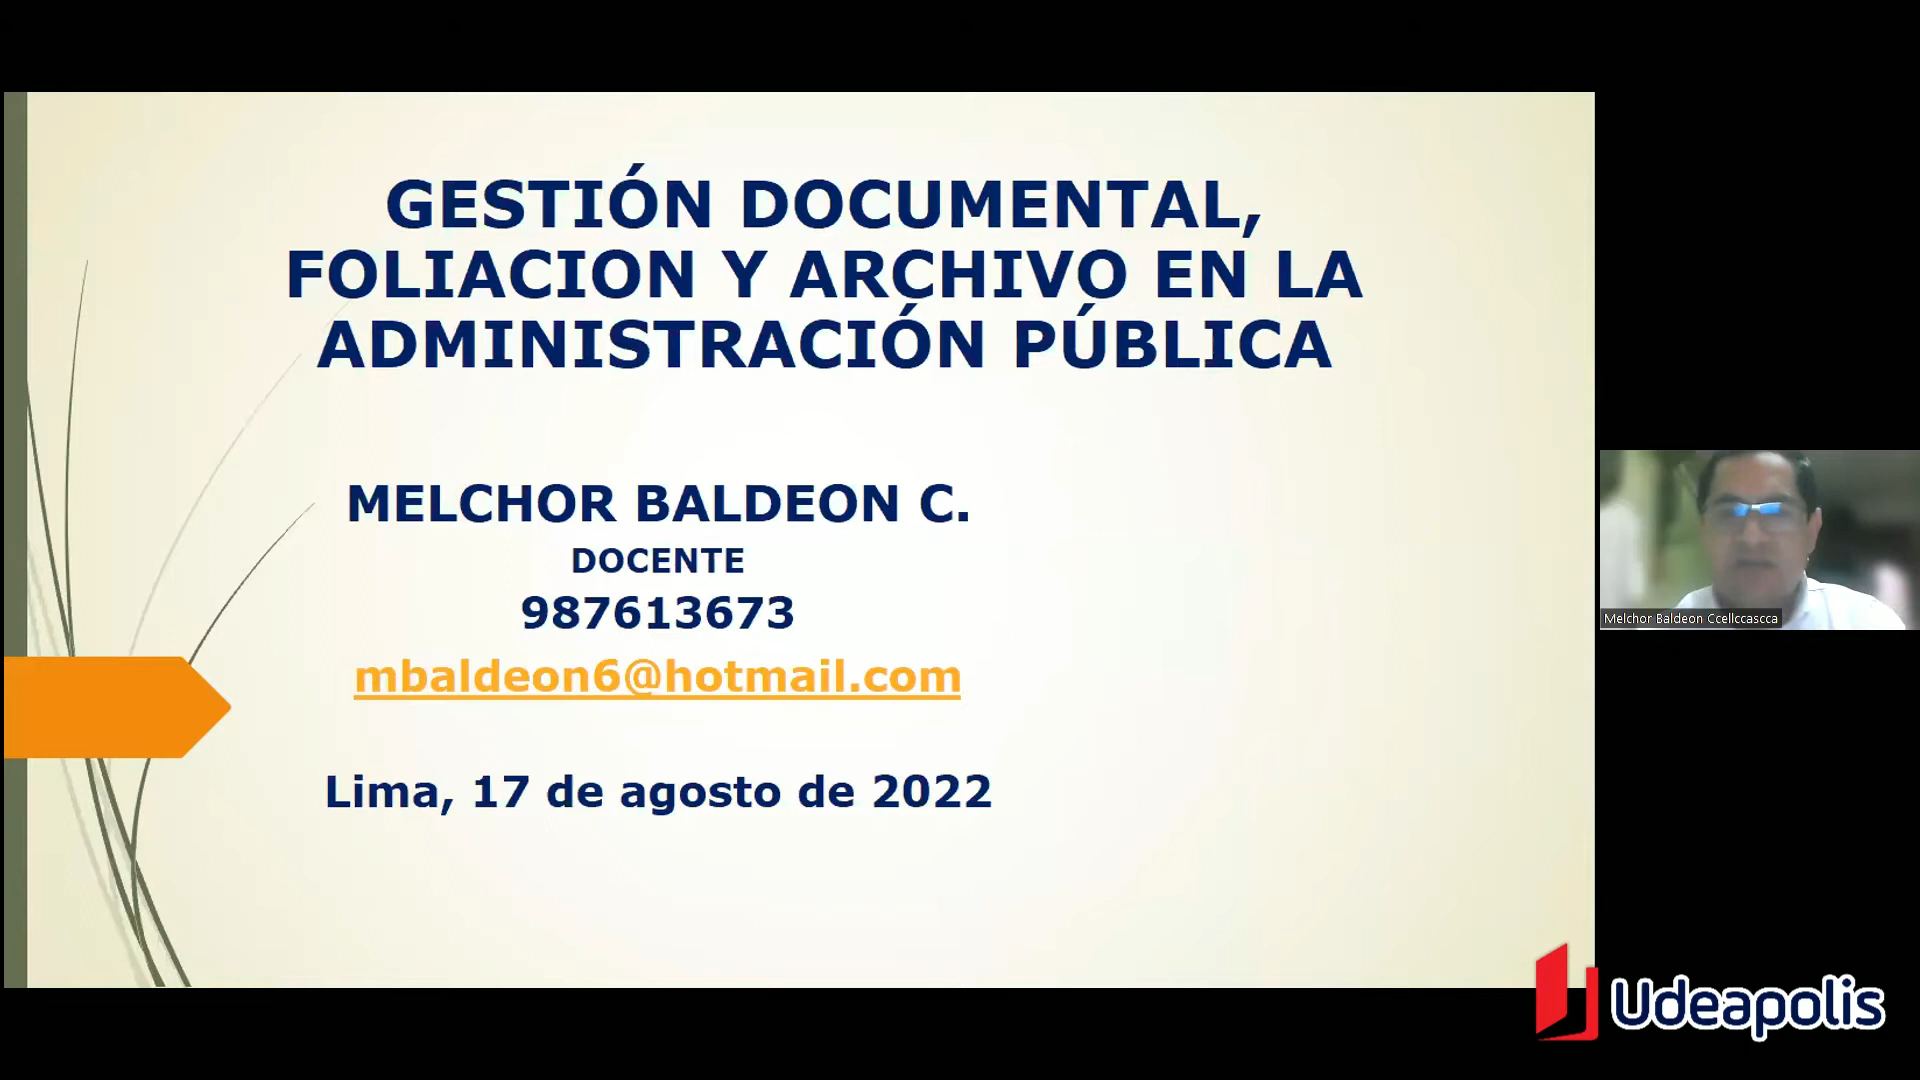 GESTIÓN DOCUMENTAL,
FOLIACION Y ARCHIVO EN LA
ADMINISTRACIÓN PÚBLICA
MELCHOR BALDEON C.
DOCENTE
987613673
mbaldeon6@hotmail.com
Lima, 17 de agosto de 2022
Melchor Baldeon Ccellccascca
Udeapolis